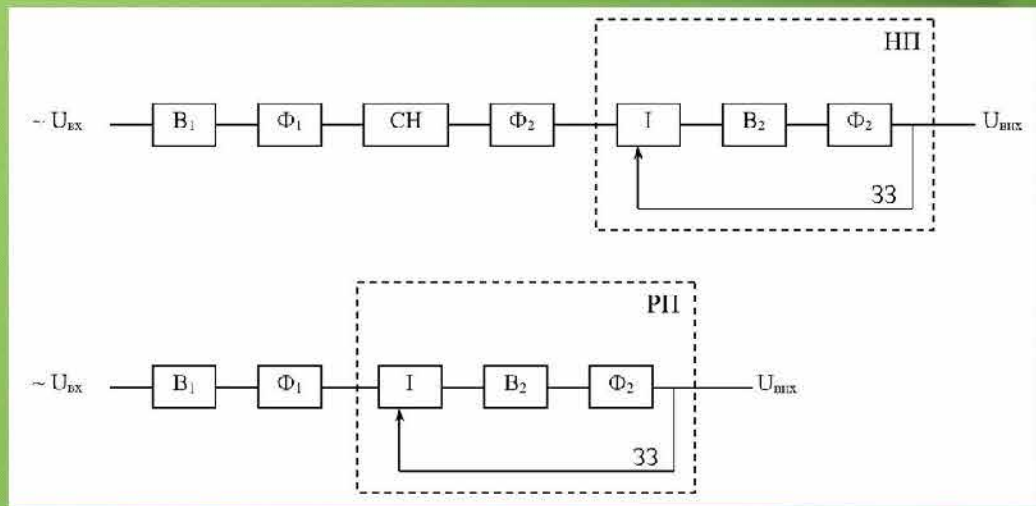 НП
~ Uвх В₁ Ф₁ СН Ф₂ І В₂ Ф₂ Uвих
ЗЗ
РП
~ Uвх В₁ Ф₁ І В₂ Ф₂ Uвих
ЗЗ